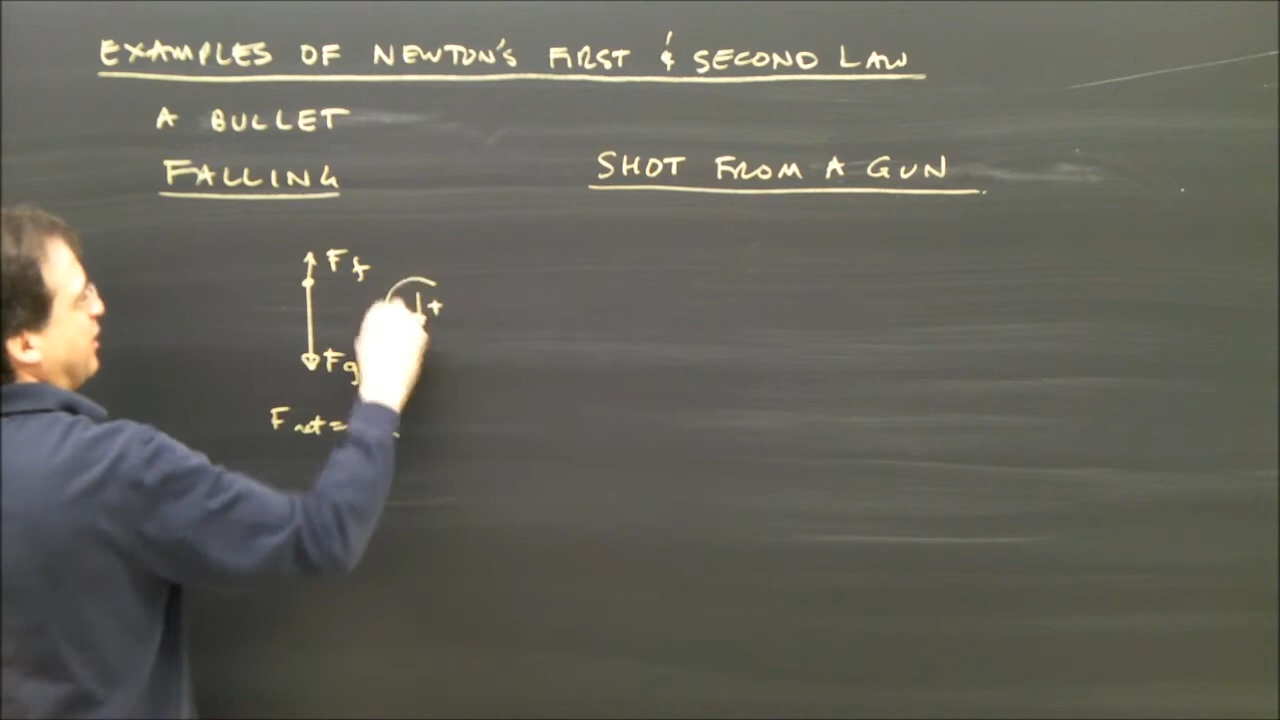 EXAMPLES OF NEWTON'S FIRST & SECOND LAW
A BULLET
FALLING
SHOT FROM A GUN
Ff
+
Fg
Fnet =